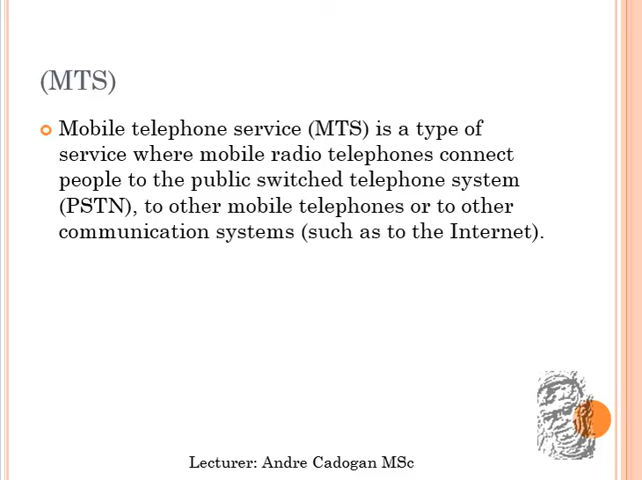 (MTS)
Mobile telephone service (MTS) is a type of
service where mobile radio telephones connect
people to the public switched telephone system
(PSTN), to other mobile telephones or to other
communication systems (such as to the Internet).
Lecturer: Andre Cadogan MSc